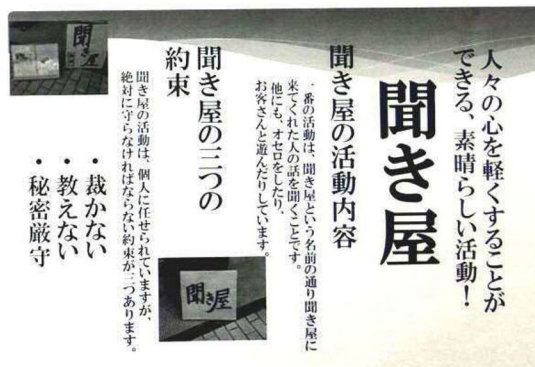 人々の心を軽くすることが
できる、素晴らしい活動！
聞き屋
聞き屋の活動内容
一番の活動は、聞き屋という名前の通り聞き屋に
来てくれた人の話を聞くことです。
他にも、オセロをしたり、
お客さんと遊んだりしています。
聞き屋
聞き屋の三つの
約束
聞き屋の活動は、個人に任せられていますが、
絶対に守らなければならない約束が三つあります。
・裁かない
・教えない
・秘密厳守
聞き屋